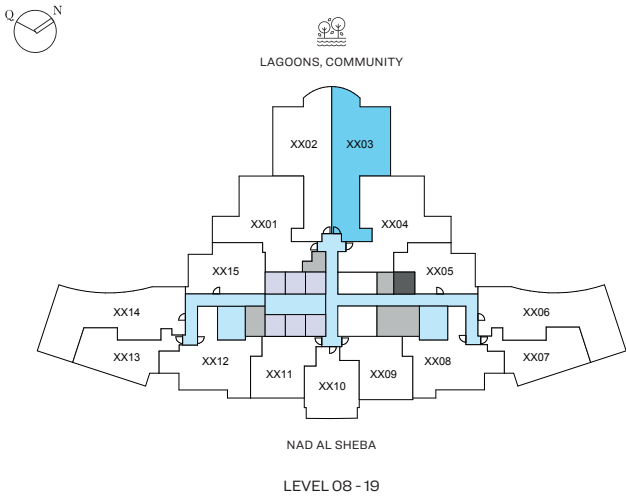 Q N
LAGOONS, COMMUNITY
XX02 XX03
XX01 XX04
XX15 XX05
XX14 XX06
XX13 XX12 XX08 XX07
XX11 XX10 XX09
NAD AL SHEBA
LEVEL 08 - 19